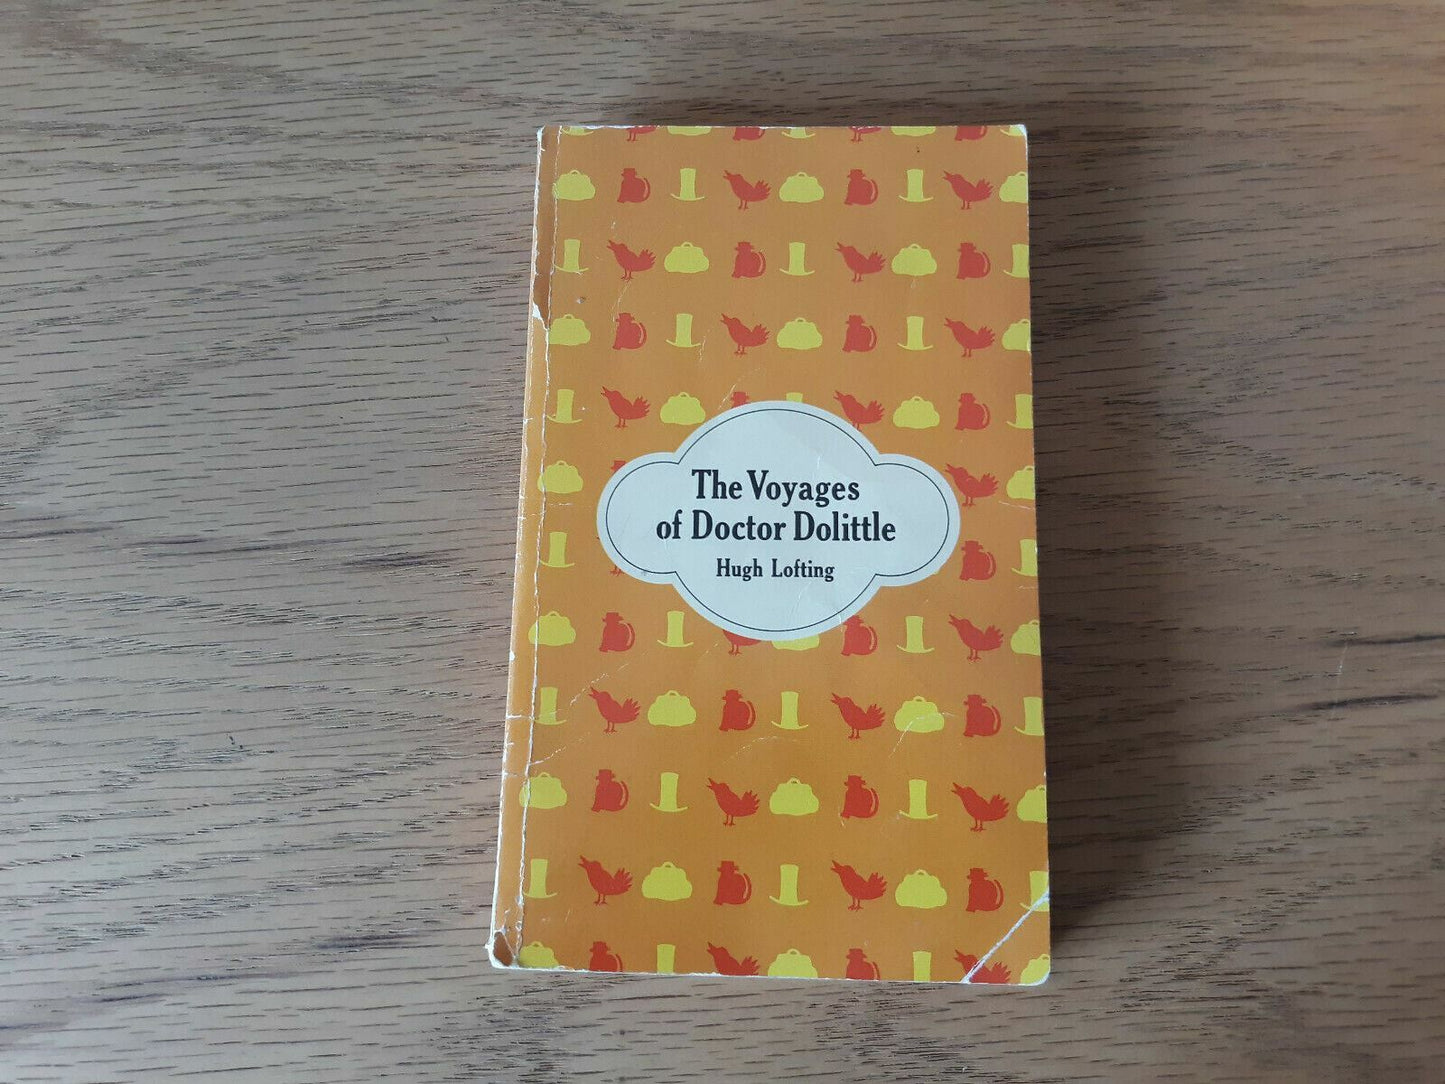 The Voyages
of Doctor Dolittle
Hugh Lofting